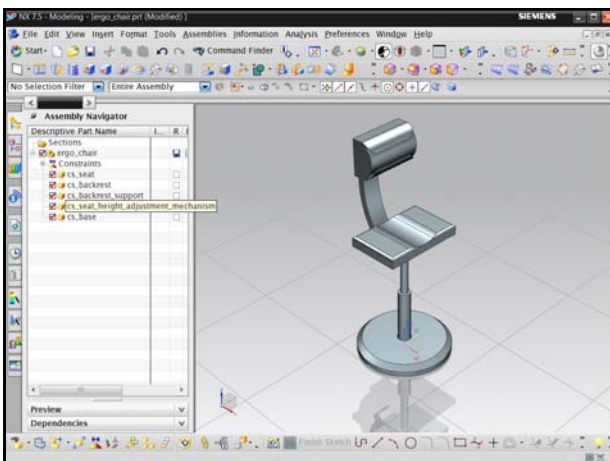 NX 7.5 - Modeling - [ergo_chair.prt (Modified) ]
SIEMENS
File Edit View Insert Format Tools Assemblies Information Analysis Preferences Window Help
Start
Command Finder
No Selection Filter
Entire Assembly
Assembly Navigator
Descriptive Part Name
I...
R
Sections
ergo_chair
Constraints
cs_seat
cs_backrest
cs_backrest_support
cs_seat_height_adjustment_mechanism
cs_base
Preview
Dependencies
Finish Sketch